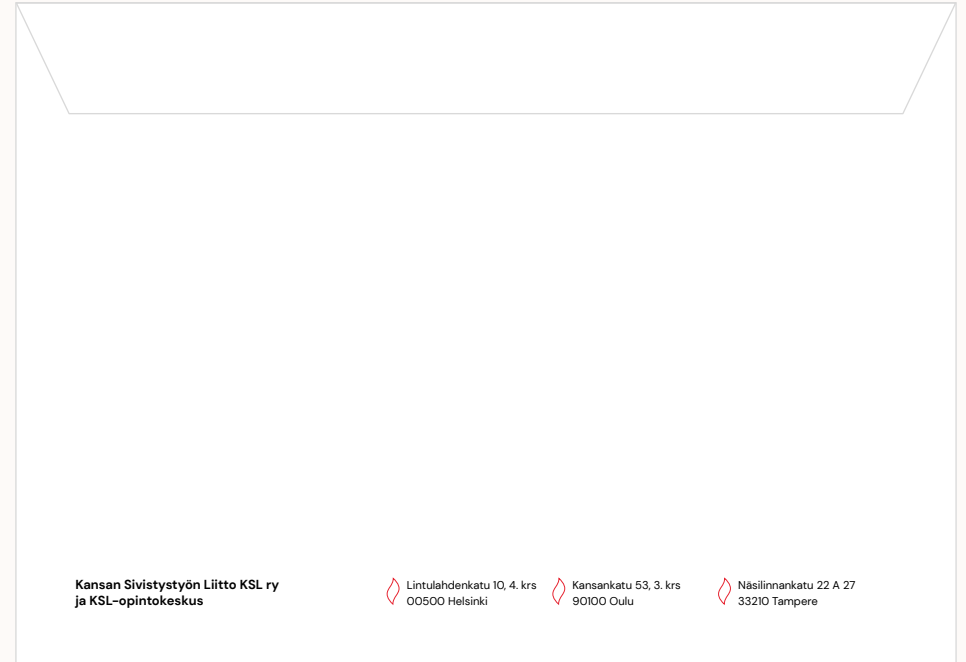 Kansan Sivistystyön Liitto KSL ry
ja KSL-opintokeskus
Lintulahdenkatu 10, 4. krs
00500 Helsinki
Kansankatu 53, 3. krs
90100 Oulu
Näsilinnankatu 22 A 27
33210 Tampere